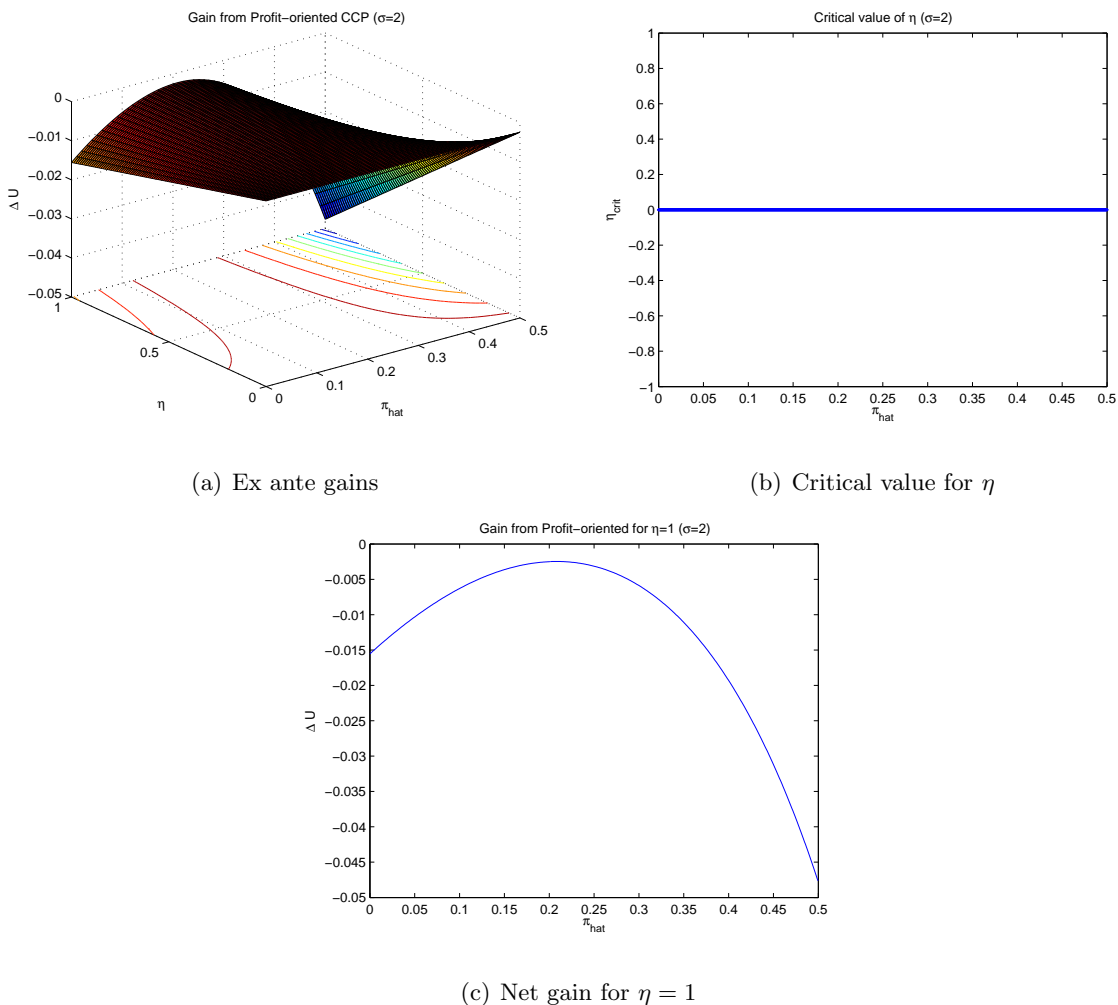 Gain from Profit−oriented CCP (σ=2)
0
−0.01
−0.02
−0.03
−0.04
−0.05
Δ U
1
0.5
0
η
0
0.1
0.2
0.3
0.4
0.5
π_hat
(a) Ex ante gains
Critical value of η (σ=2)
1
0.8
0.6
0.4
0.2
0
−0.2
−0.4
−0.6
−0.8
−1
η_crit
0 0.05 0.1 0.15 0.2 0.25 0.3 0.35 0.4 0.45 0.5
π_hat
(b) Critical value for η
Gain from Profit−oriented for η=1 (σ=2)
0
−0.005
−0.01
−0.015
−0.02
−0.025
−0.03
−0.035
−0.04
−0.045
−0.05
Δ U
0 0.05 0.1 0.15 0.2 0.25 0.3 0.35 0.4 0.45 0.5
π_hat
(c) Net gain for η = 1